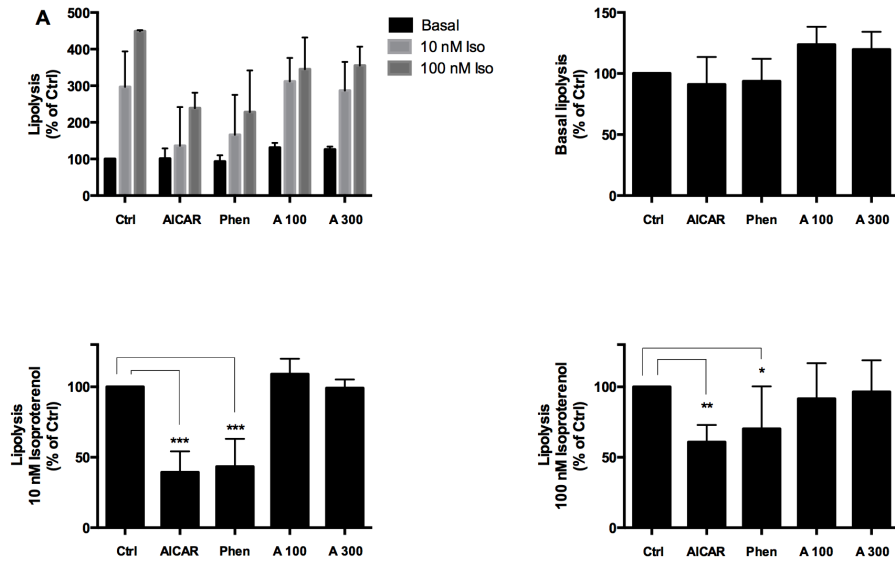 A
Lipolysis
(% of Ctrl)
500
400
300
200
100
0
Ctrl AICAR Phen A 100 A 300
Basal
10 nM Iso
100 nM Iso
Basal lipolysis
(% of Ctrl)
150
100
50
0
Ctrl AICAR Phen A 100 A 300
Lipolysis
10 nM Isoproterenol
(% of Ctrl)
100
50
0
*** ***
Ctrl AICAR Phen A 100 A 300
Lipolysis
100 nM Isoproterenol
(% of Ctrl)
100
50
0
** *
Ctrl AICAR Phen A 100 A 300